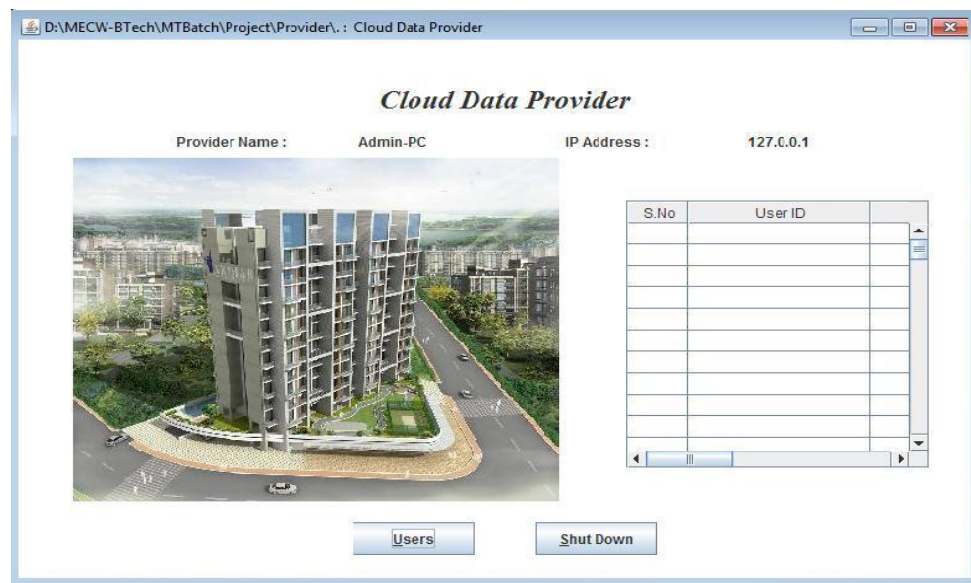 D:\MECW-BTech\MTBatch\Project\Provider\. : Cloud Data Provider
Cloud Data Provider
Provider Name : Admin-PC IP Address : 127.0.0.1
S.No User ID
Users Shut Down